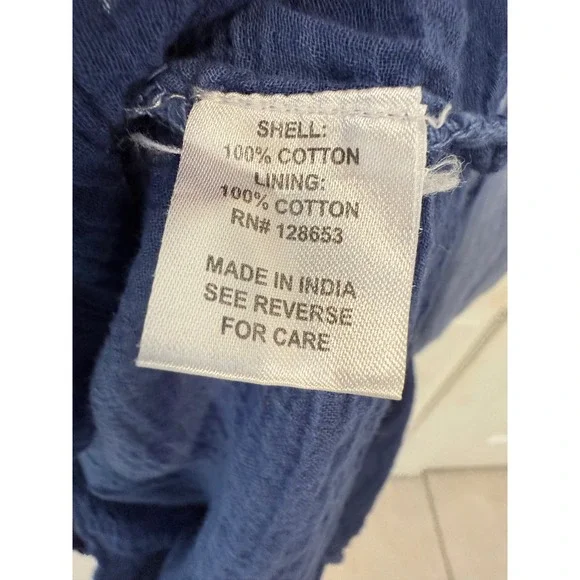 SHELL:
100% COTTON
LINING:
100% COTTON
RN# 128653
MADE IN INDIA
SEE REVERSE
FOR CARE